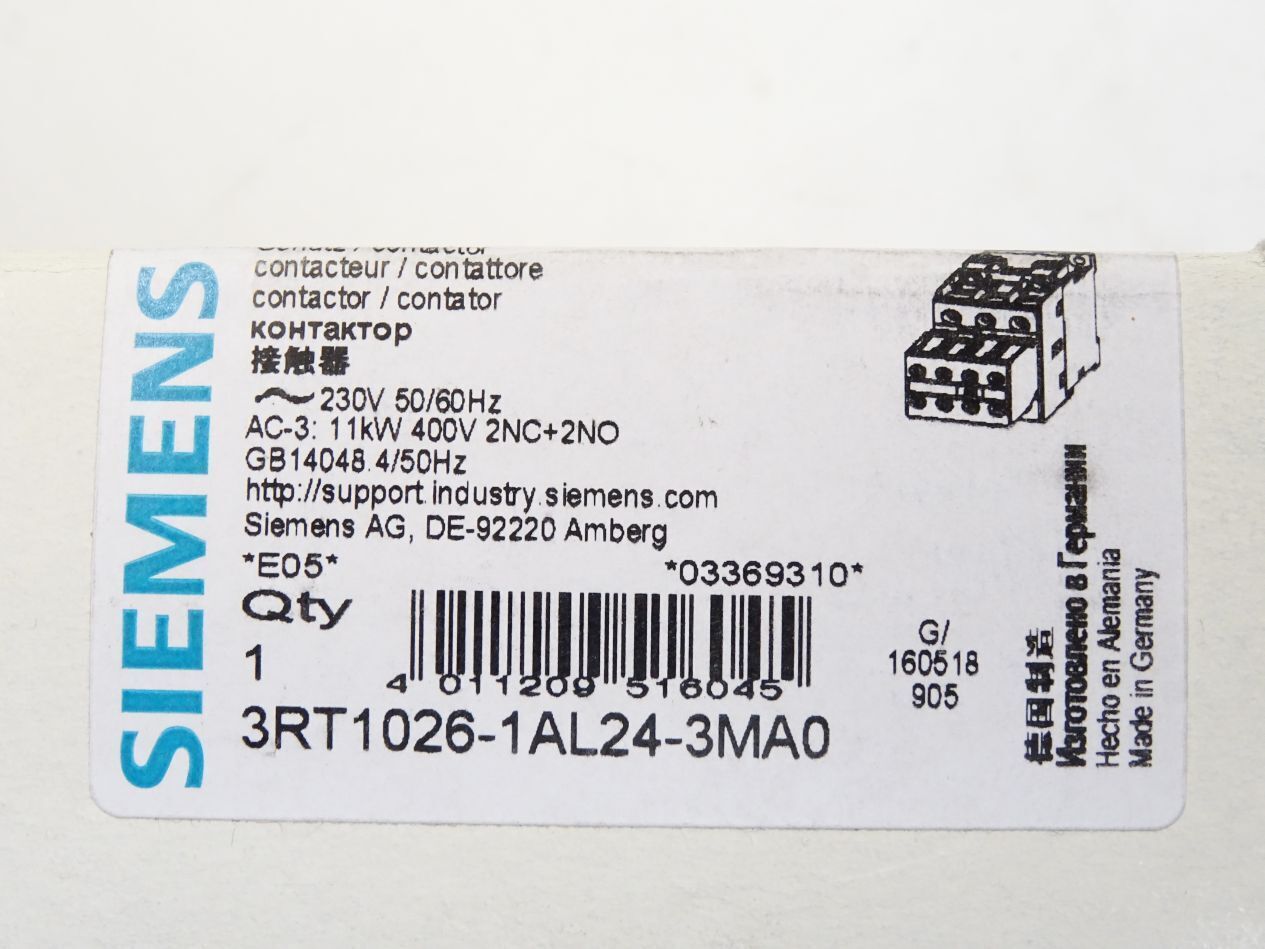 SIEMENS
Schütz / contactor
contacteur / contattore
contactor / contator
контактор
接触器
~ 230V 50/60Hz
AC-3: 11kW 400V 2NC+2NO
GB14048.4/50Hz
http://support.industry.siemens.com
Siemens AG, DE-92220 Amberg
*E05* *03369310*
Qty
1
4 011209 516045
3RT1026-1AL24-3MA0
G/
160518
905
德国制造
Изготовлено в Германии
Hecho en Alemania
Made in Germany